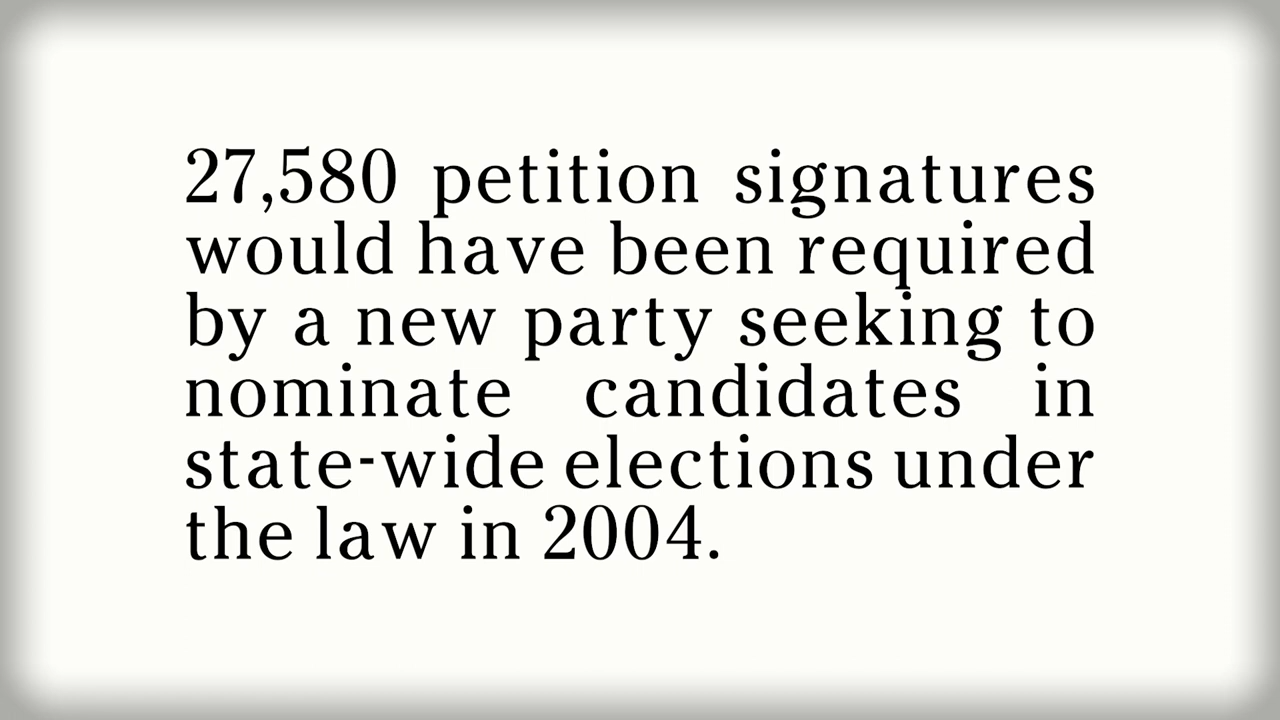 27,580 petition signatures
would have been required
by a new party seeking to
nominate candidates in
state-wide elections under
the law in 2004.